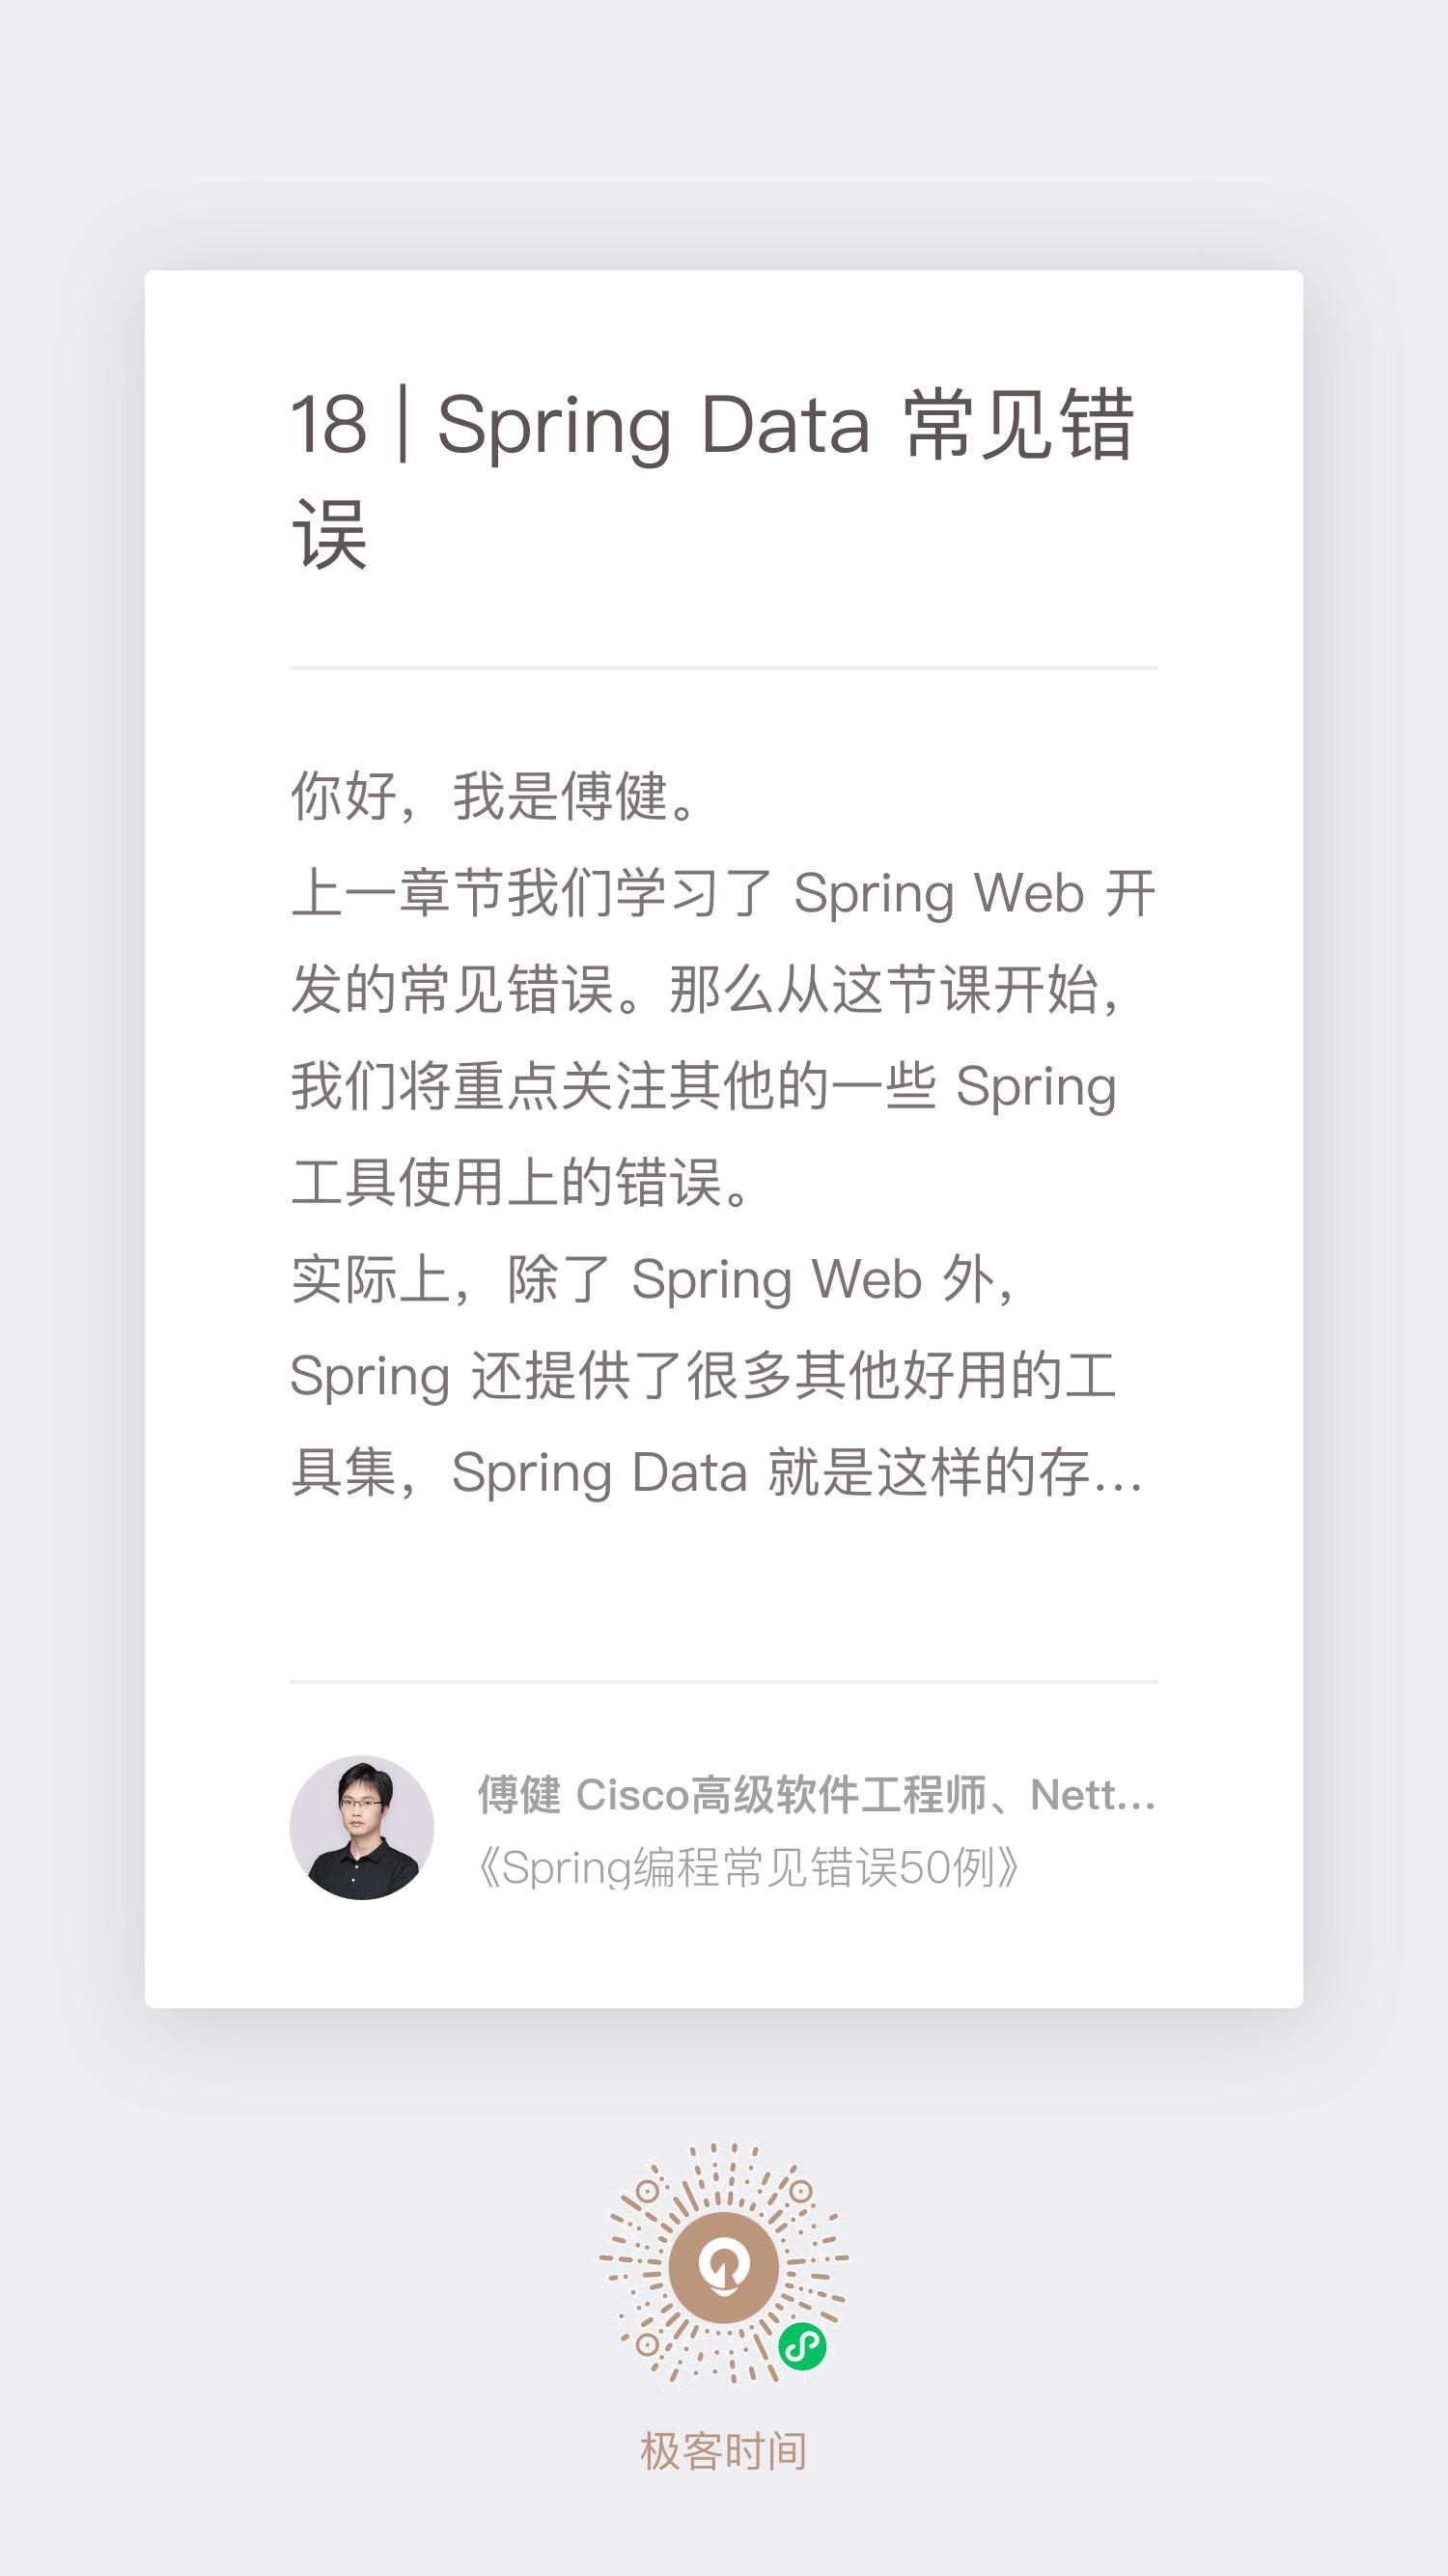 18 | Spring Data 常见错
误
你好，我是傅健。
上一章节我们学习了 Spring Web 开
发的常见错误。那么从这节课开始，
我们将重点关注其他的一些 Spring
工具使用上的错误。
实际上，除了 Spring Web 外，
Spring 还提供了很多其他好用的工
具集，Spring Data 就是这样的存...
傅健 Cisco高级软件工程师、Nett...
《Spring编程常见错误50例》
极客时间